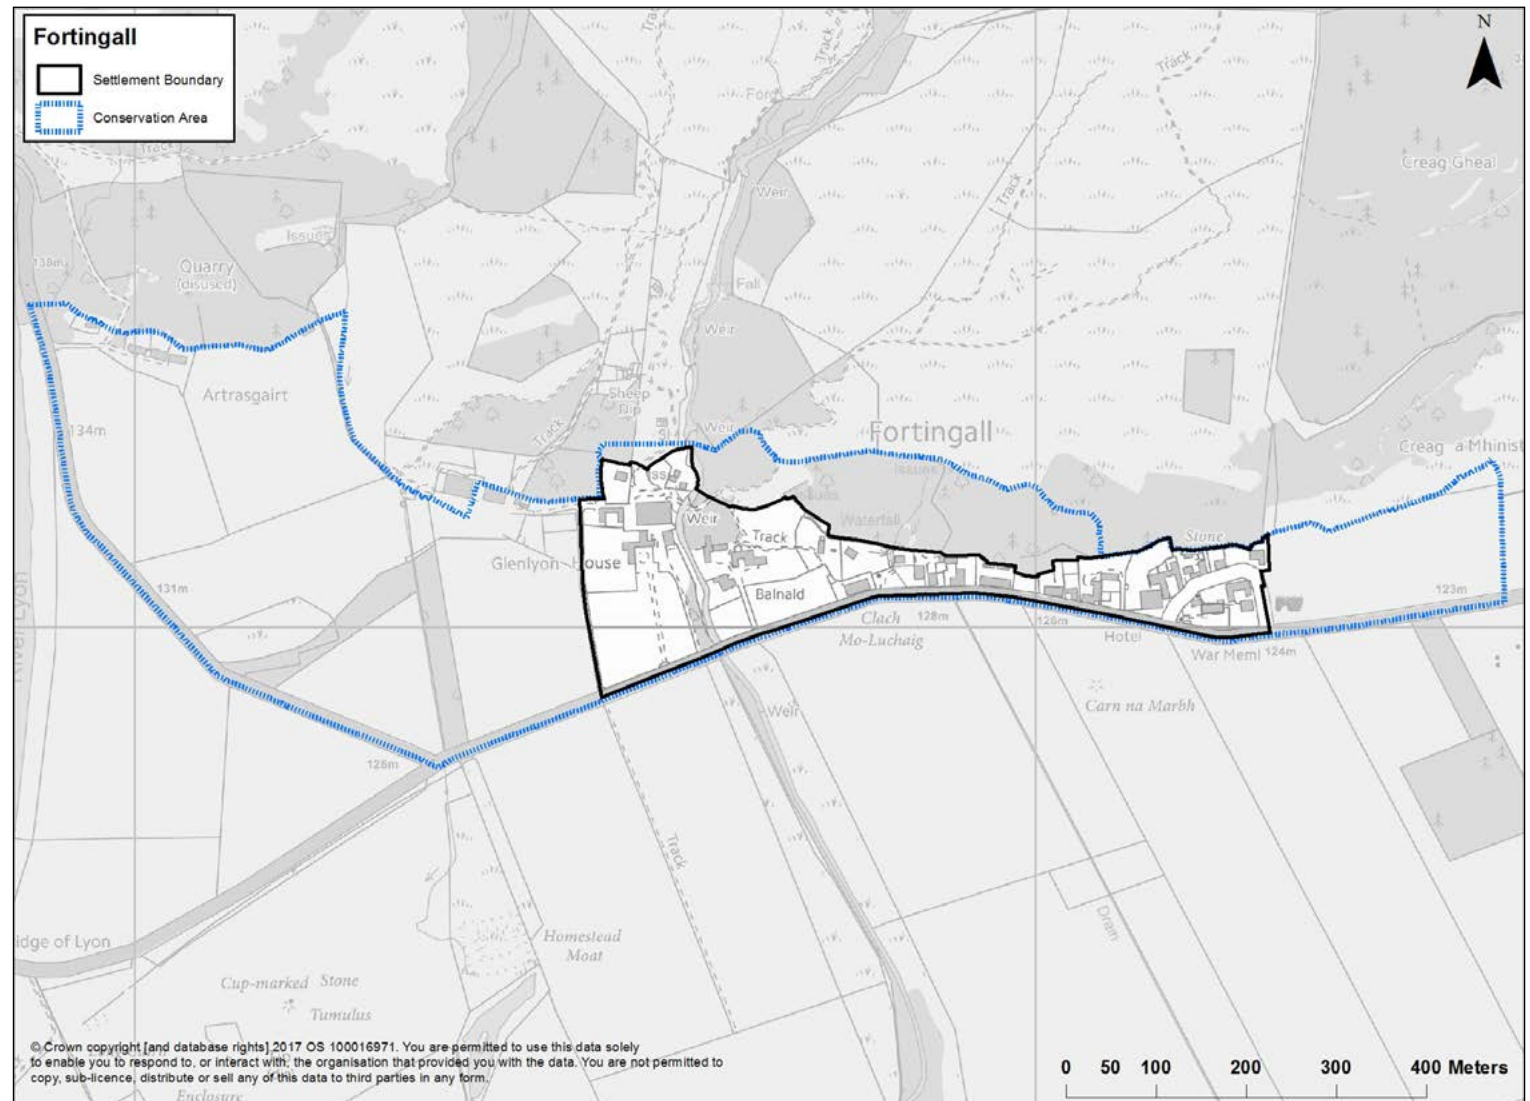 Fortingall
Settlement Boundary
Conservation Area
N
Track
Track
Track
Ford
Track
Track
Weir
Creag Gheal
Issues
138m
Quarry
(disused)
Fall
Weir
Artrasgairt
Sheep
Dip
134m
Track
Weir
Fortingall
Issues
Creag a Mhinist
Weir
Waterfall
Stone
Track
Glenlyon House
131m
Balnald
123m
PW
Clach
Mo-Luchaig
128m
126m
Hotel
War Meml
124m
River Lyon
Carn na Marbh
Weir
126m
Track
Drain
idge of Lyon
Homestead
Moat
Cup-marked Stone
Tumulus
© Crown copyright [and database rights] 2017 OS 100016971. You are permitted to use this data solely
to enable you to respond to, or interact with, the organisation that provided you with the data. You are not permitted to
copy, sub-licence, distribute or sell any of this data to third parties in any form.
Enclosure
0 50 100 200 300 400 Meters